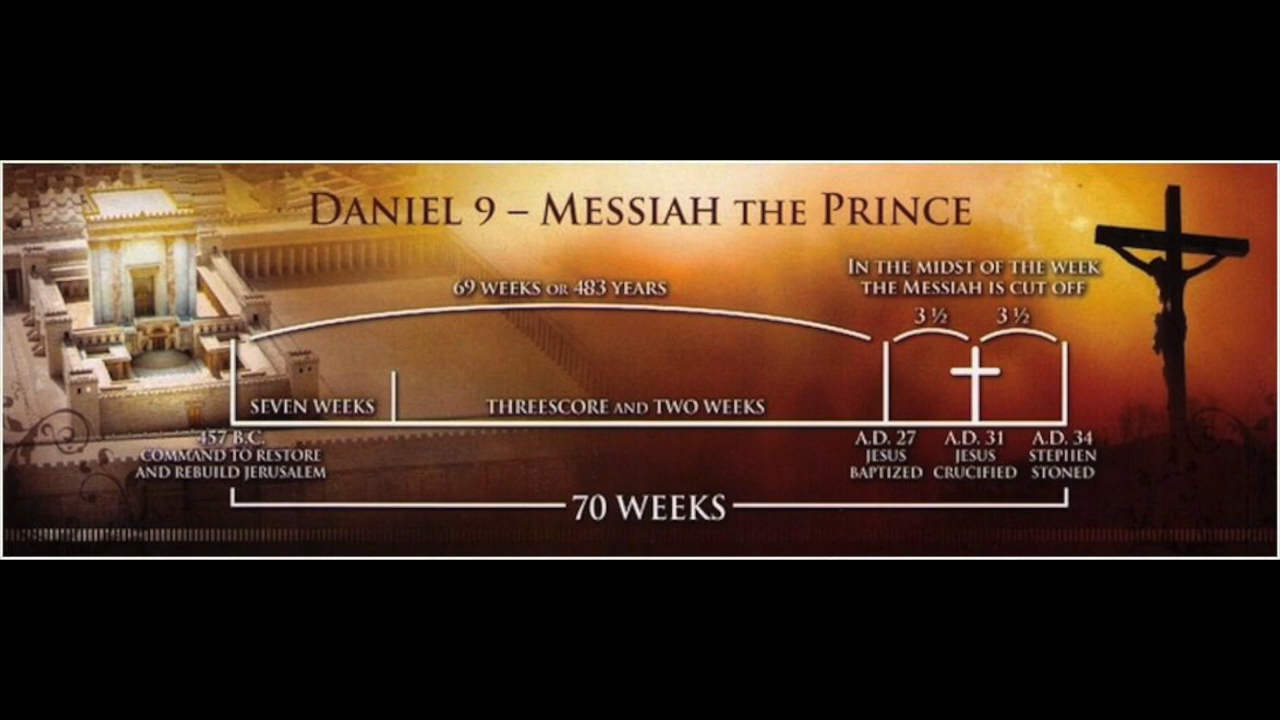 DANIEL 9 – MESSIAH THE PRINCE
69 WEEKS OR 483 YEARS
IN THE MIDST OF THE WEEK
THE MESSIAH IS CUT OFF
3 ½ 3 ½
SEVEN WEEKS
THREESCORE AND TWO WEEKS
457 B.C.
COMMAND TO RESTORE
AND REBUILD JERUSALEM
A.D. 27
JESUS
BAPTIZED
A.D. 31
JESUS
CRUCIFIED
A.D. 34
STEPHEN
STONED
70 WEEKS